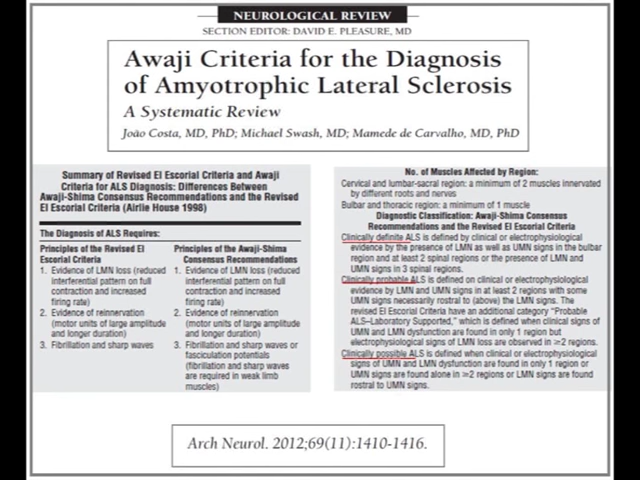 NEUROLOGICAL REVIEW
SECTION EDITOR: DAVID E. PLEASURE, MD
Awaji Criteria for the Diagnosis
of Amyotrophic Lateral Sclerosis
A Systematic Review
João Costa, MD, PhD; Michael Swash, MD; Mamede de Carvalho, MD, PhD
Summary of Revised El Escorial Criteria and Awaji
Criteria for ALS Diagnosis: Differences Between
Awaji-Shima Consensus Recommendations and the Revised
El Escorial Criteria (Airlie House 1998)
The Diagnosis of ALS Requires:
Principles of the Revised El
Escorial Criteria
1. Evidence of LMN loss (reduced
interferential pattern on full
contraction and increased
firing rate)
2. Evidence of reinnervation
(motor units of large amplitude
and longer duration)
3. Fibrillation and sharp waves
Principles of the Awaji-Shima
Consensus Recommendations
1. Evidence of LMN loss (reduced
interferential pattern on full
contraction and increased
firing rate)
2. Evidence of reinnervation
(motor units of large amplitude
and longer duration)
3. Fibrillation and sharp waves or
fasciculation potentials
(fibrillation and sharp waves
are required in weak limb
muscles)
No. of Muscles Affected by Region:
Cervical and lumbar-sacral region: a minimum of 2 muscles innervated
by different roots and nerves
Bulbar and thoracic region: a minimum of 1 muscle
Diagnostic Classification: Awaji-Shima Consensus
Recommendations and the Revised El Escorial Criteria
Clinically definite ALS is defined by clinical or electrophysiological
evidence by the presence of LMN as well as UMN signs in the bulbar
region and at least 2 spinal regions or the presence of LMN and
UMN signs in 3 spinal regions.
Clinically probable ALS is defined on clinical or electrophysiological
evidence by LMN and UMN signs in at least 2 regions with some
UMN signs necessarily rostral to (above) the LMN signs. The
revised El Escorial Criteria have an additional category "Probable
ALS–Laboratory Supported," which is defined when clinical signs of
UMN and LMN dysfunction are found in only 1 region but
electrophysiological signs of LMN loss are observed in ≥2 regions.
Clinically possible ALS is defined when clinical or electrophysiological
signs of UMN and LMN dysfunction are found in only 1 region or
UMN signs are found alone in ≥2 regions or LMN signs are found
rostral to UMN signs.
Arch Neurol. 2012;69(11):1410-1416.